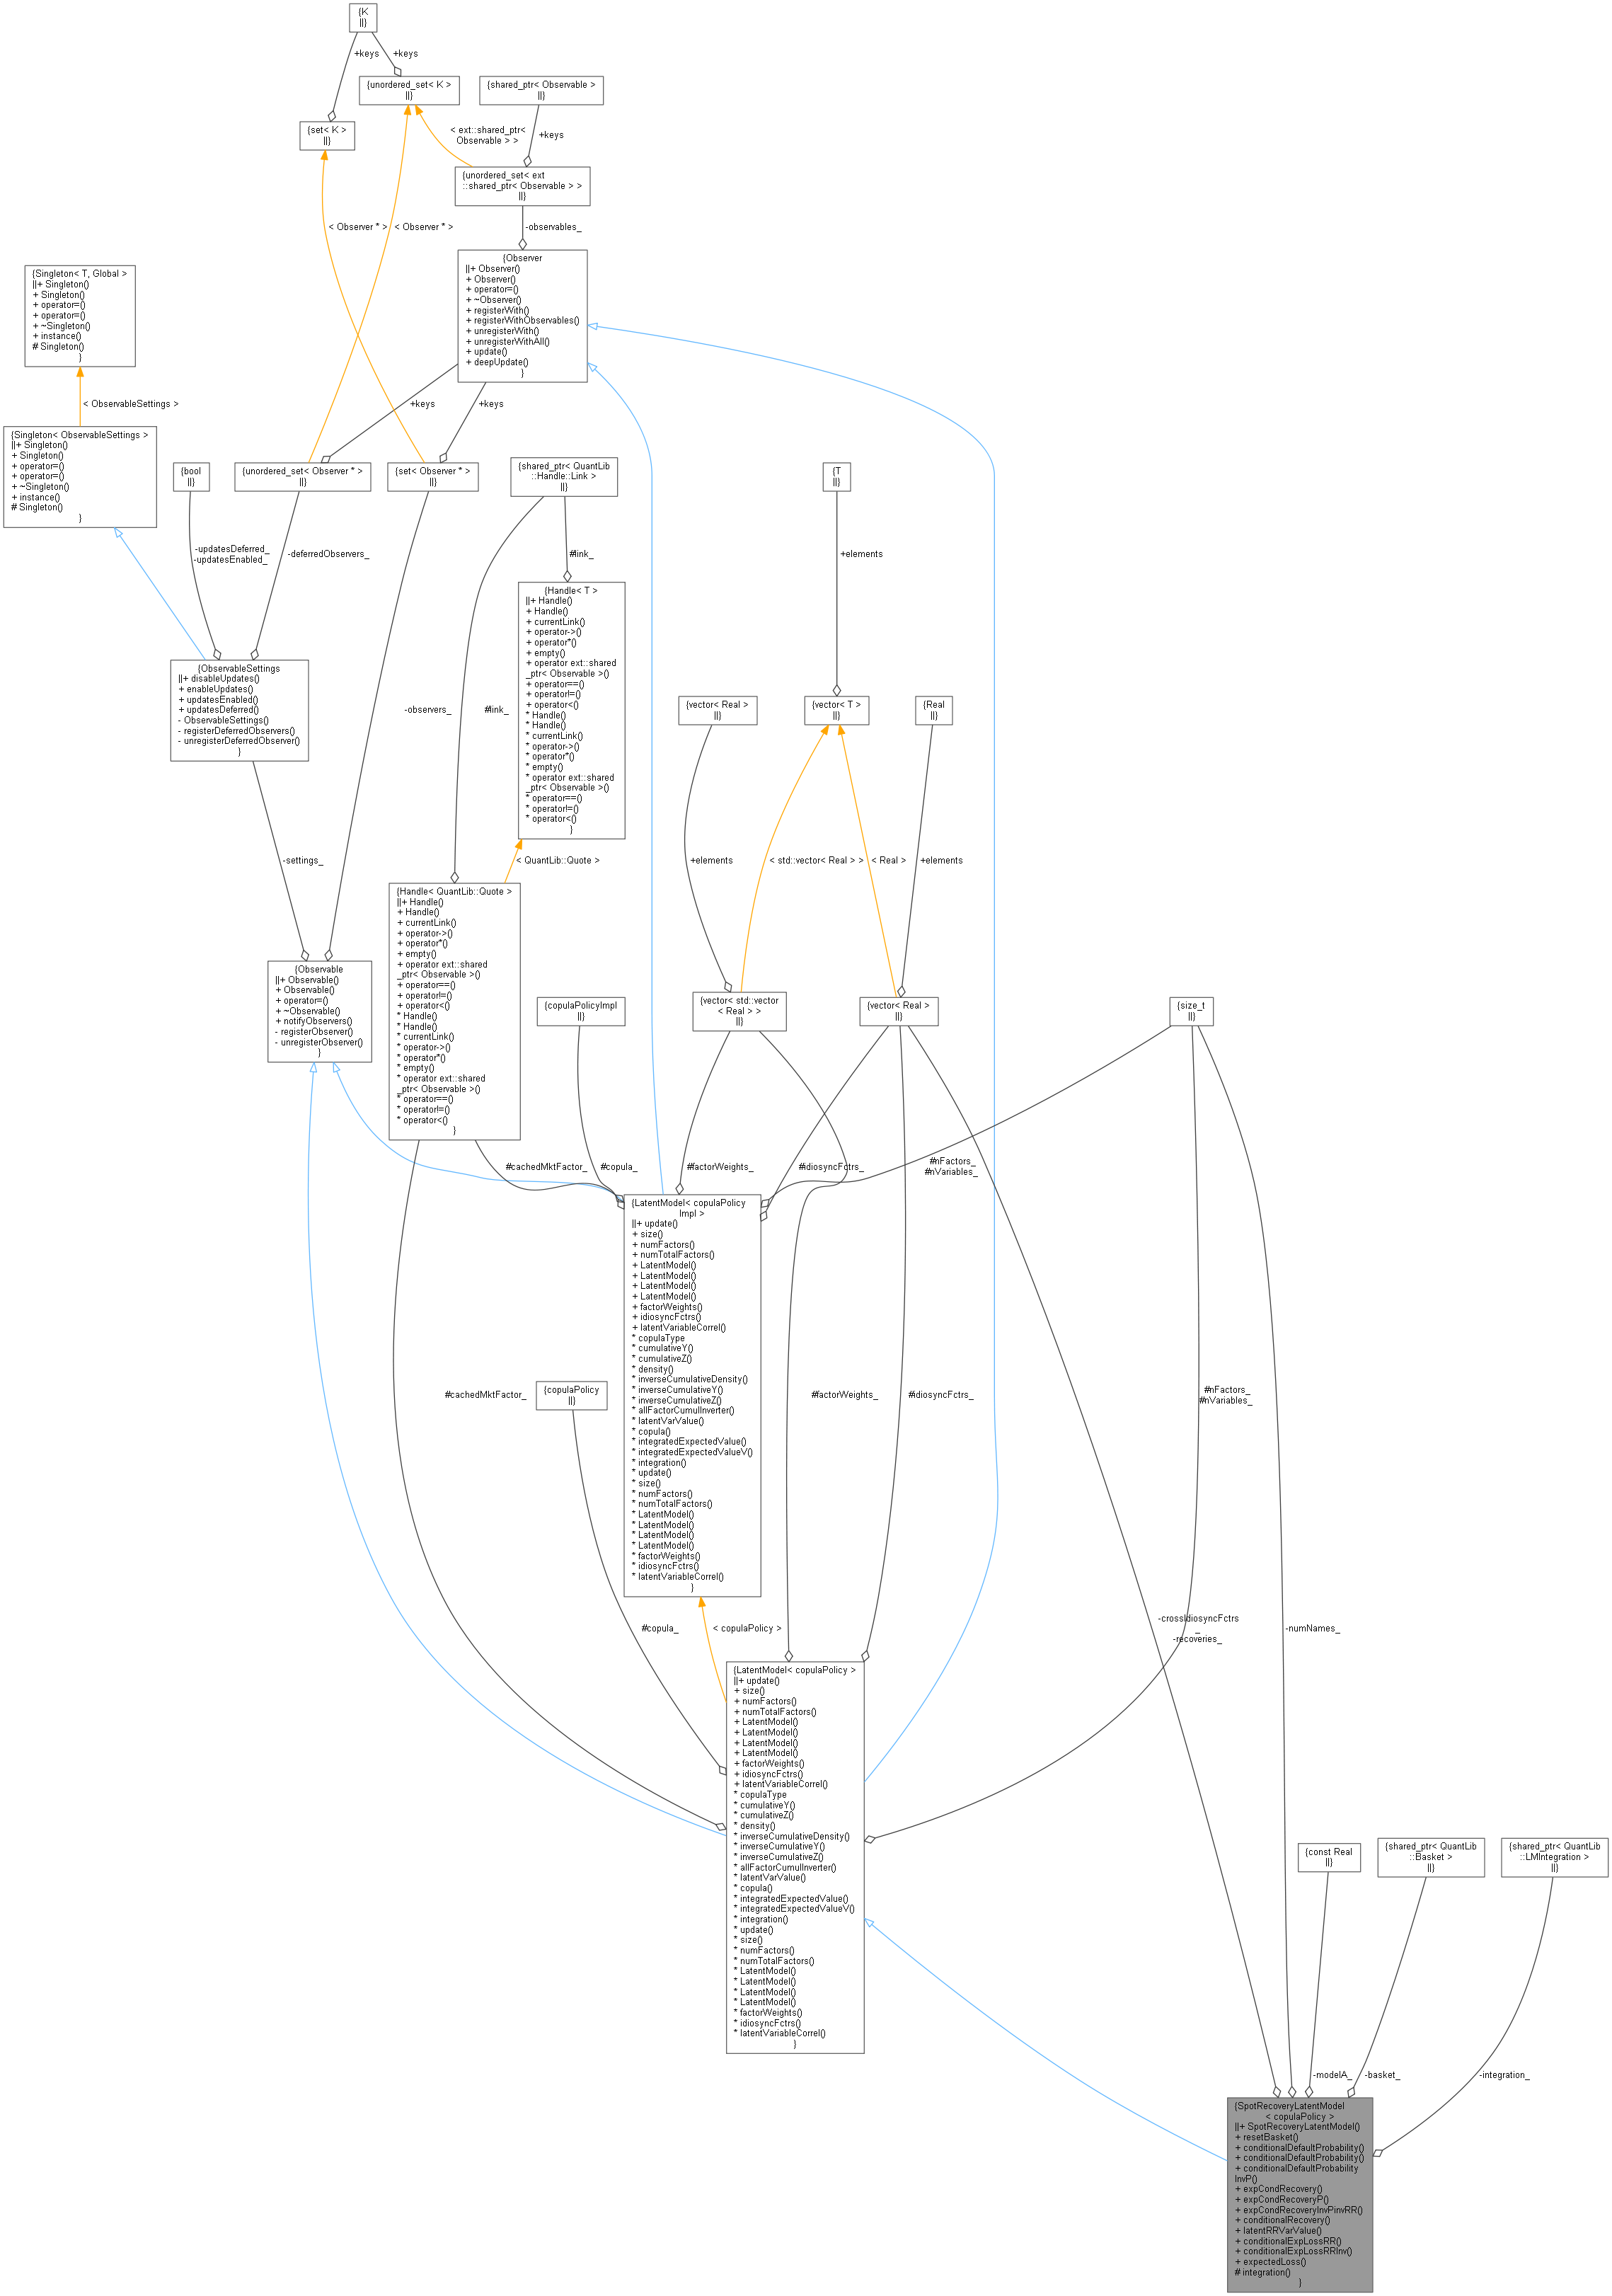 {K
||}
+keys
+keys
{unordered_set< K >
||}
{shared_ptr< Observable >
||}
{set< K >
||}
< ext::shared_ptr<
Observable > >
+keys
{unordered_set< ext
::shared_ptr< Observable > >
||}
< Observer * >
< Observer * >
-observables_
{Observer
||+ Observer()
+ Observer()
+ operator=()
+ ~Observer()
+ registerWith()
+ registerWithObservables()
+ unregisterWith()
+ unregisterWithAll()
+ update()
+ deepUpdate()
}
{Singleton< T, Global >
||+ Singleton()
+ Singleton()
+ operator=()
+ operator=()
+ ~Singleton()
+ instance()
# Singleton()
}
< ObservableSettings >
+keys
+keys
{Singleton< ObservableSettings >
||+ Singleton()
+ Singleton()
+ operator=()
+ operator=()
+ ~Singleton()
+ instance()
# Singleton()
}
{bool
||}
{unordered_set< Observer * >
||}
{set< Observer * >
||}
{shared_ptr< QuantLib
::Handle::Link >
||}
{T
||}
-updatesDeferred_
-updatesEnabled_
-deferredObservers_
#link_
+elements
{Handle< T >
||+ Handle()
+ Handle()
+ currentLink()
+ operator->()
+ operator*()
+ empty()
+ operator ext::shared
_ptr< Observable >()
+ operator==()
+ operator!=()
+ operator<()
* Handle()
* Handle()
* currentLink()
* operator->()
* operator*()
* empty()
* operator ext::shared
_ptr< Observable >()
* operator==()
* operator!=()
* operator<()
}
{ObservableSettings
||+ disableUpdates()
+ enableUpdates()
+ updatesEnabled()
+ updatesDeferred()
- ObservableSettings()
- registerDeferredObservers()
- unregisterDeferredObserver()
}
-observers_
#link_
{vector< Real >
||}
{vector< T >
||}
{Real
||}
-settings_
< QuantLib::Quote >
+elements
< std::vector< Real > >
< Real >
+elements
{Handle< QuantLib::Quote >
||+ Handle()
+ Handle()
+ currentLink()
+ operator->()
+ operator*()
+ empty()
+ operator ext::shared
_ptr< Observable >()
+ operator==()
+ operator!=()
+ operator<()
* Handle()
* Handle()
* currentLink()
* operator->()
* operator*()
* empty()
* operator ext::shared
_ptr< Observable >()
* operator==()
* operator!=()
* operator<()
}
{Observable
||+ Observable()
+ Observable()
+ operator=()
+ ~Observable()
+ notifyObservers()
- registerObserver()
- unregisterObserver()
}
{copulaPolicyImpl
||}
{vector< std::vector
< Real > >
||}
{vector< Real >
||}
{size_t
||}
#cachedMktFactor_
#copula_
#factorWeights_
#idiosyncFctrs_
#nFactors_
#nVariables_
{LatentModel< copulaPolicy
Impl >
||+ update()
+ size()
+ numFactors()
+ numTotalFactors()
+ LatentModel()
+ LatentModel()
+ LatentModel()
+ LatentModel()
+ factorWeights()
+ idiosyncFctrs()
+ latentVariableCorrel()
* copulaType
* cumulativeY()
* cumulativeZ()
* density()
* inverseCumulativeDensity()
* inverseCumulativeY()
* inverseCumulativeZ()
* allFactorCumulInverter()
* latentVarValue()
* copula()
* integratedExpectedValue()
* integratedExpectedValueV()
* integration()
* update()
* size()
* numFactors()
* numTotalFactors()
* LatentModel()
* LatentModel()
* LatentModel()
* LatentModel()
* factorWeights()
* idiosyncFctrs()
* latentVariableCorrel()
}
#cachedMktFactor_
{copulaPolicy
||}
#factorWeights_
#idiosyncFctrs_
#nFactors_
#nVariables_
#copula_
< copulaPolicy >
-crossIdiosyncFctrs
_
-recoveries_
-numNames_
{LatentModel< copulaPolicy >
||+ update()
+ size()
+ numFactors()
+ numTotalFactors()
+ LatentModel()
+ LatentModel()
+ LatentModel()
+ LatentModel()
+ factorWeights()
+ idiosyncFctrs()
+ latentVariableCorrel()
* copulaType
* cumulativeY()
* cumulativeZ()
* density()
* inverseCumulativeDensity()
* inverseCumulativeY()
* inverseCumulativeZ()
* allFactorCumulInverter()
* latentVarValue()
* copula()
* integratedExpectedValue()
* integratedExpectedValueV()
* integration()
* update()
* size()
* numFactors()
* numTotalFactors()
* LatentModel()
* LatentModel()
* LatentModel()
* LatentModel()
* factorWeights()
* idiosyncFctrs()
* latentVariableCorrel()
}
{const Real
||}
{shared_ptr< QuantLib
::Basket >
||}
{shared_ptr< QuantLib
::LMIntegration >
||}
-modelA_
-basket_
-integration_
{SpotRecoveryLatentModel
< copulaPolicy >
||+ SpotRecoveryLatentModel()
+ resetBasket()
+ conditionalDefaultProbability()
+ conditionalDefaultProbability()
+ conditionalDefaultProbability
InvP()
+ expCondRecovery()
+ expCondRecoveryP()
+ expCondRecoveryInvPinvRR()
+ conditionalRecovery()
+ latentRRVarValue()
+ conditionalExpLossRR()
+ conditionalExpLossRRInv()
+ expectedLoss()
# integration()
}